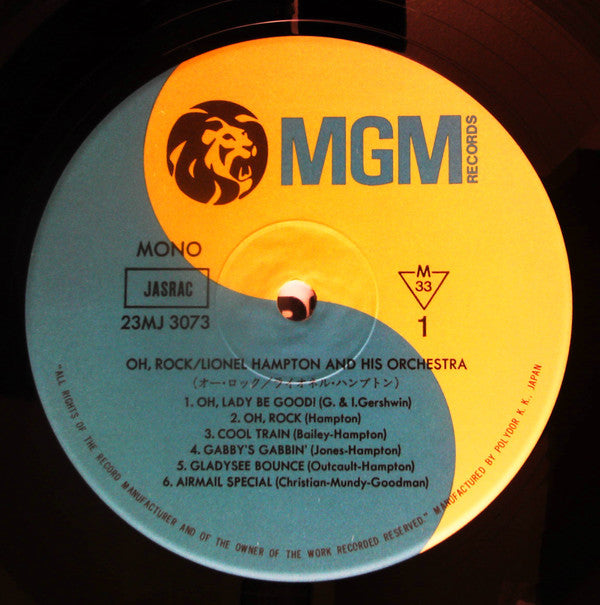 MGM
RECORDS
MONO
JASRAC
23MJ 3073
M
33
1
OH, ROCK/LIONEL HAMPTON AND HIS ORCHESTRA
(オー・ロック/ライオネル・ハンプトン)
1. OH, LADY BE GOOD! (G. & I.Gershwin)
2. OH, ROCK (Hampton)
3. COOL TRAIN (Bailey-Hampton)
4. GABBY'S GABBIN' (Jones-Hampton)
5. GLADYSEE BOUNCE (Outcault-Hampton)
6. AIRMAIL SPECIAL (Christian-Mundy-Goodman)
"ALL RIGHTS OF THE RECORD MANUFACTURER AND OF THE OWNER OF THE WORK RECORDED RESERVED." MANUFACTURED BY POLYDOR K. K., JAPAN